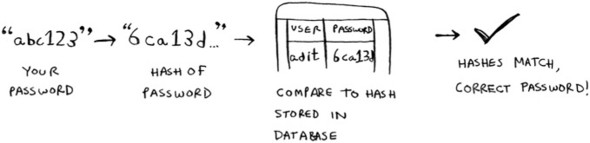 “abc123”
YOUR
PASSWORD
“6ca13d...”
HASH OF
PASSWORD
USER PASSWORD
adit 6ca13d
COMPARE TO HASH
STORED IN
DATABASE
HASHES MATCH,
CORRECT PASSWORD!